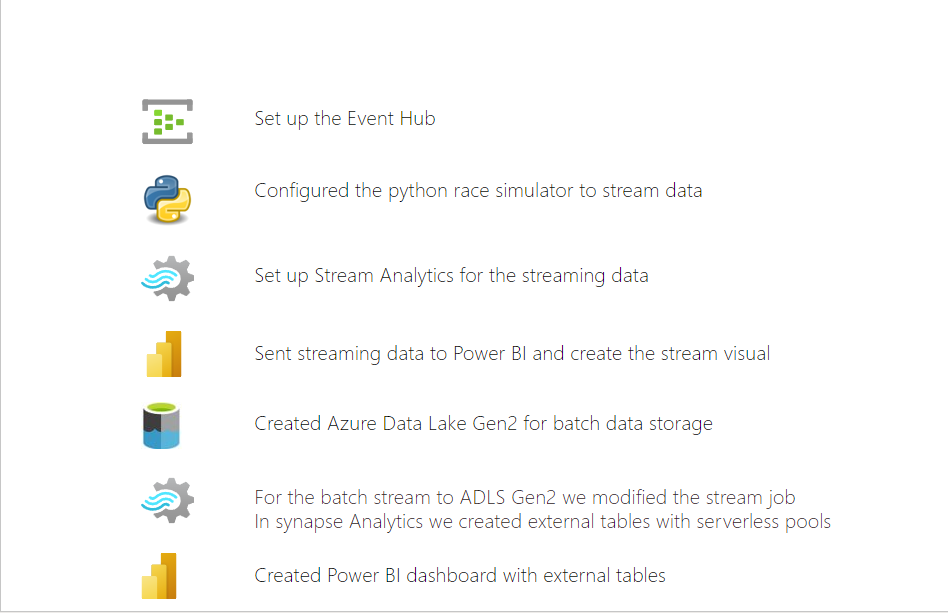 Set up the Event Hub
Configured the python race simulator to stream data
Set up Stream Analytics for the streaming data
Sent streaming data to Power BI and create the stream visual
Created Azure Data Lake Gen2 for batch data storage
For the batch stream to ADLS Gen2 we modified the stream job
In synapse Analytics we created external tables with serverless pools
Created Power BI dashboard with external tables